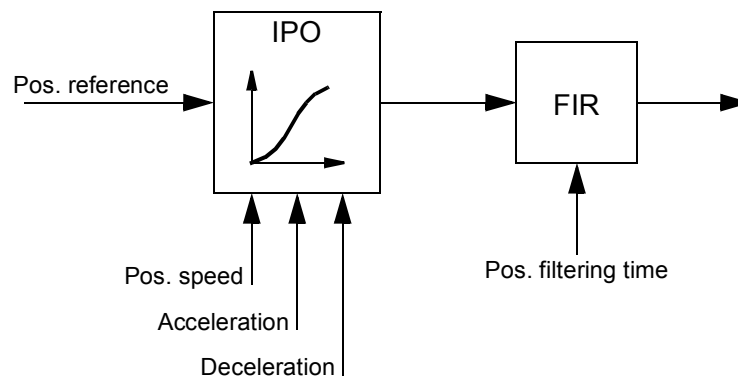 IPO
Pos. reference
FIR
Pos. speed
Pos. filtering time
Acceleration
Deceleration